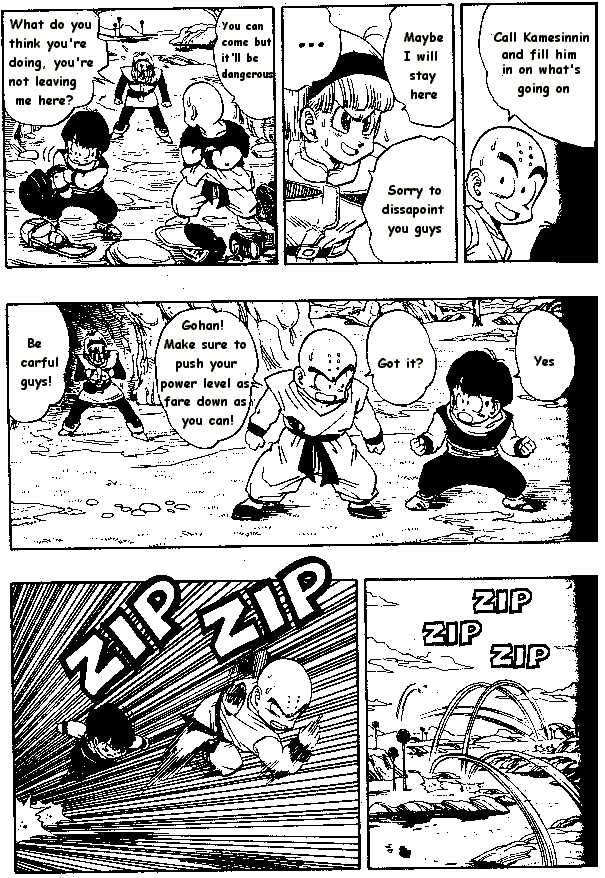 What do you
think you're
doing, you're
not leaving
me here?
You can
come but
it'll be
dangerous
...
Maybe
I will
stay
here
Sorry to
dissapoint
you guys
Call Kamesinnin
and fill him
in on what's
going on
Be
carful
guys!
Gohan!
Make sure to
push your
power level as
fare down as
you can!
Got it?
Yes
ZIP
ZIP
ZIP
ZIP
ZIP